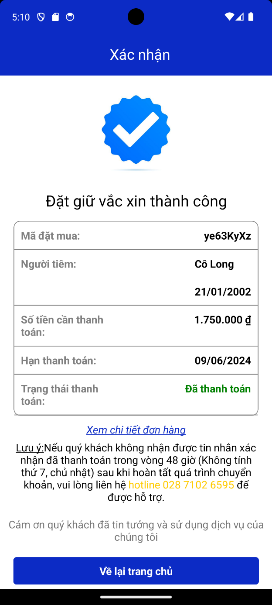 5:10
Xác nhận
Đặt giữ vắc xin thành công
Mã đặt mua: ye63KyXz
Người tiêm: Cô Long
21/01/2002
Số tiền cần thanh toán: 1.750.000 ₫
Hạn thanh toán: 09/06/2024
Trạng thái thanh toán: Đã thanh toán
Xem chi tiết đơn hàng
Lưu ý:Nếu quý khách không nhận được tin nhắn xác
nhận đã thanh toán trong vòng 48 giờ (Không tính
thứ 7, chủ nhật) sau khi hoàn tất quá trình chuyển
khoản, vui lòng liên hệ hotline 028 7102 6595 để
được hỗ trợ.
Cảm ơn quý khách đã tin tưởng và sử dụng dịch vụ của
chúng tôi
Về lại trang chủ